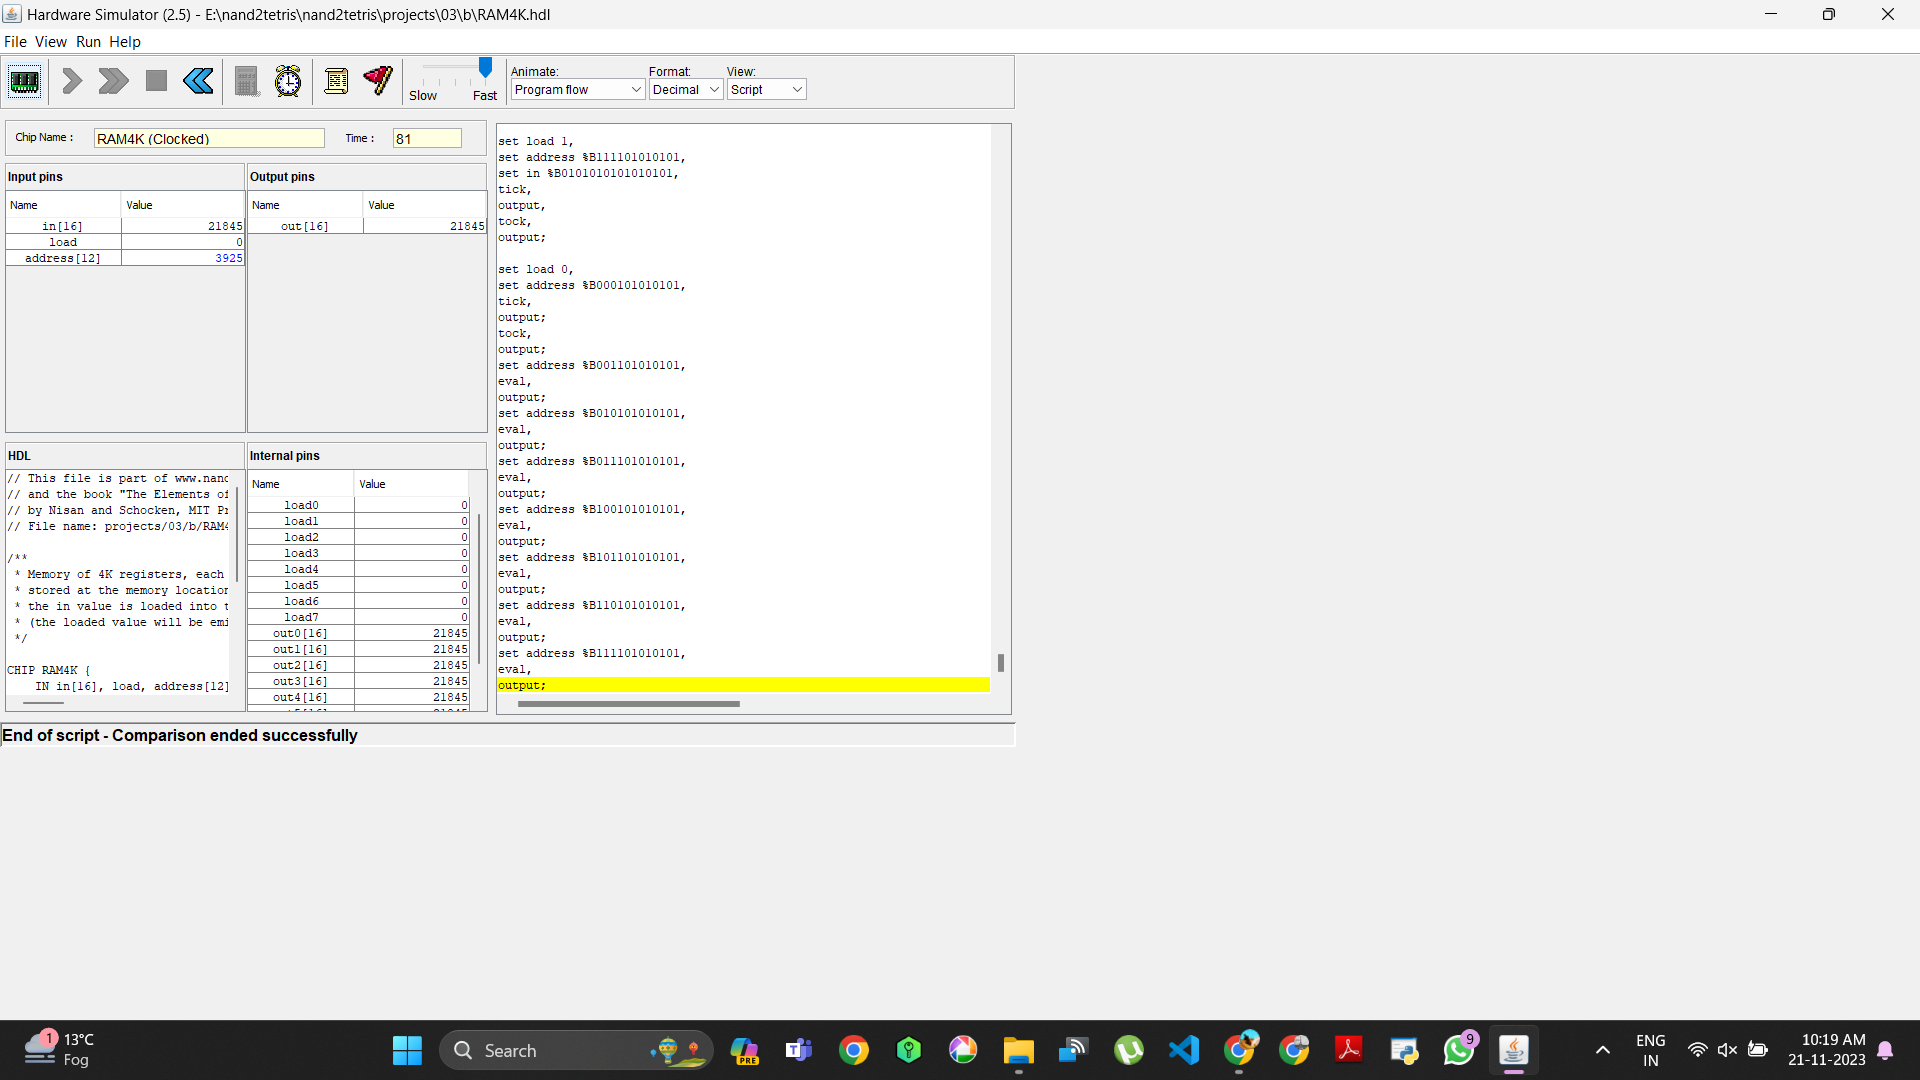 Hardware Simulator (2.5) - E:\nand2tetris\nand2tetris\projects\03\b\RAM4K.hdl
File View Run Help
Slow Fast
Animate: Format: View:
Program flow Decimal Script
Chip Name : RAM4K (Clocked) Time : 81
Input pins
Name Value
in[16] 21845
load 0
address[12] 3925
Output pins
Name Value
out[16] 21845
HDL
// This file is part of www.nand
// and the book "The Elements of
// by Nisan and Schocken, MIT Pr
// File name: projects/03/b/RAM4
/**
* Memory of 4K registers, each
* stored at the memory location
* the in value is loaded into t
* (the loaded value will be emi
*/
CHIP RAM4K {
IN in[16], load, address[12]
Internal pins
Name Value
load0 0
load1 0
load2 0
load3 0
load4 0
load5 0
load6 0
load7 0
out0[16] 21845
out1[16] 21845
out2[16] 21845
out3[16] 21845
out4[16] 21845
set load 1,
set address %B111101010101,
set in %B0101010101010101,
tick,
output,
tock,
output;
set load 0,
set address %B000101010101,
tick,
output;
tock,
output;
set address %B001101010101,
eval,
output;
set address %B010101010101,
eval,
output;
set address %B011101010101,
eval,
output;
set address %B100101010101,
eval,
output;
set address %B101101010101,
eval,
output;
set address %B110101010101,
eval,
output;
set address %B111101010101,
eval,
output;
End of script - Comparison ended successfully
1
13°C
Fog
Search
PRE
9
ENG
IN
10:19 AM
21-11-2023